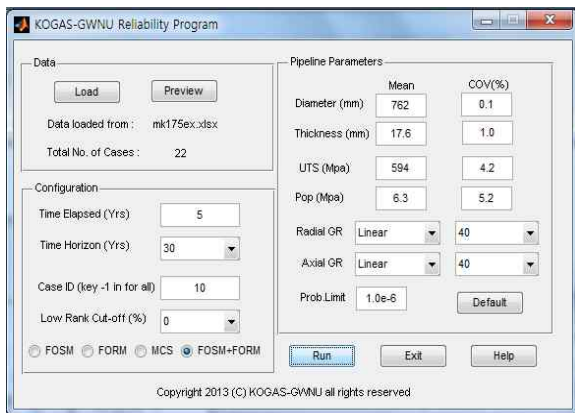 KOGAS-GWNU Reliability Program
Data
Load Preview
Data loaded from : mk175ex.xlsx
Total No. of Cases : 22
Configuration
Time Elapsed (Yrs) 5
Time Horizon (Yrs) 30
Case ID (key -1 in for all) 10
Low Rank Cut-off (%) 0
FOSM FORM MCS FOSM+FORM
Pipeline Parameters
Mean COV(%)
Diameter (mm) 762 0.1
Thickness (mm) 17.6 1.0
UTS (Mpa) 594 4.2
Pop (Mpa) 6.3 5.2
Radial GR Linear 40
Axial GR Linear 40
Prob.Limit 1.0e-6 Default
Run Exit Help
Copyright 2013 (C) KOGAS-GWNU all rights reserved